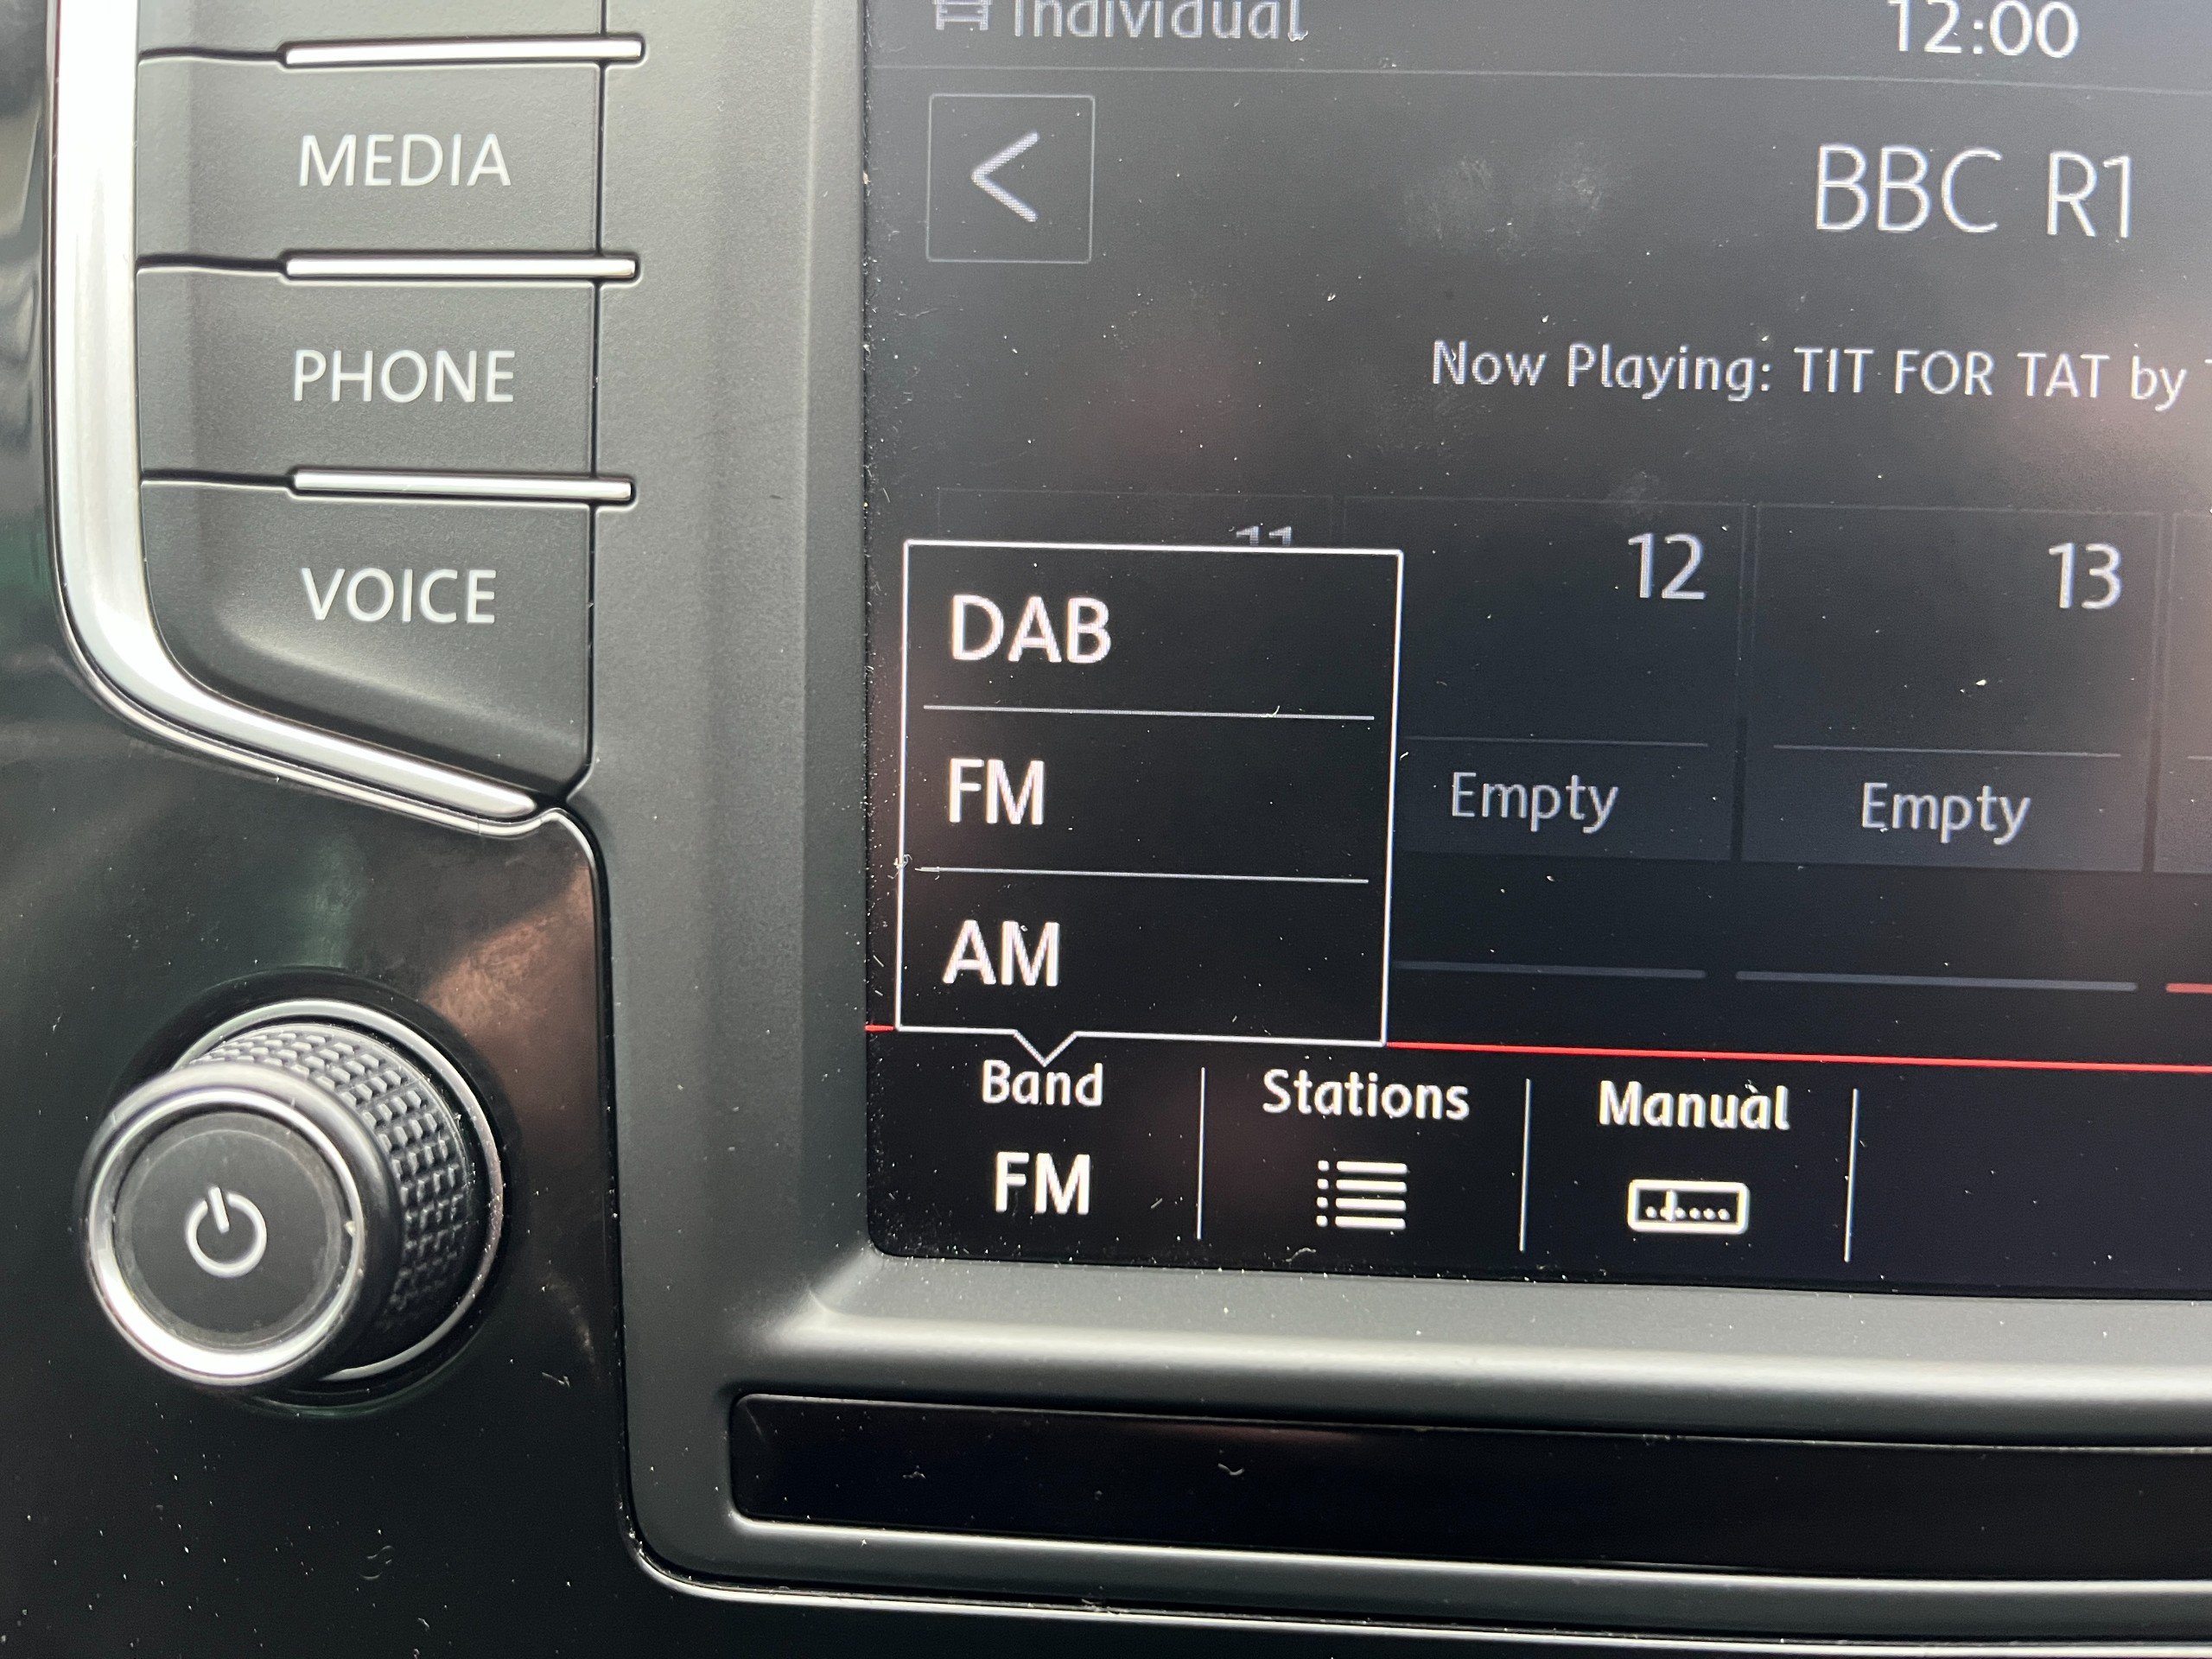 Individual
12:00
MEDIA
BBC R1
PHONE
Now Playing: TIT FOR TAT by
VOICE
11
12
13
DAB
FM
AM
Empty
Empty
Band
FM
Stations
Manual